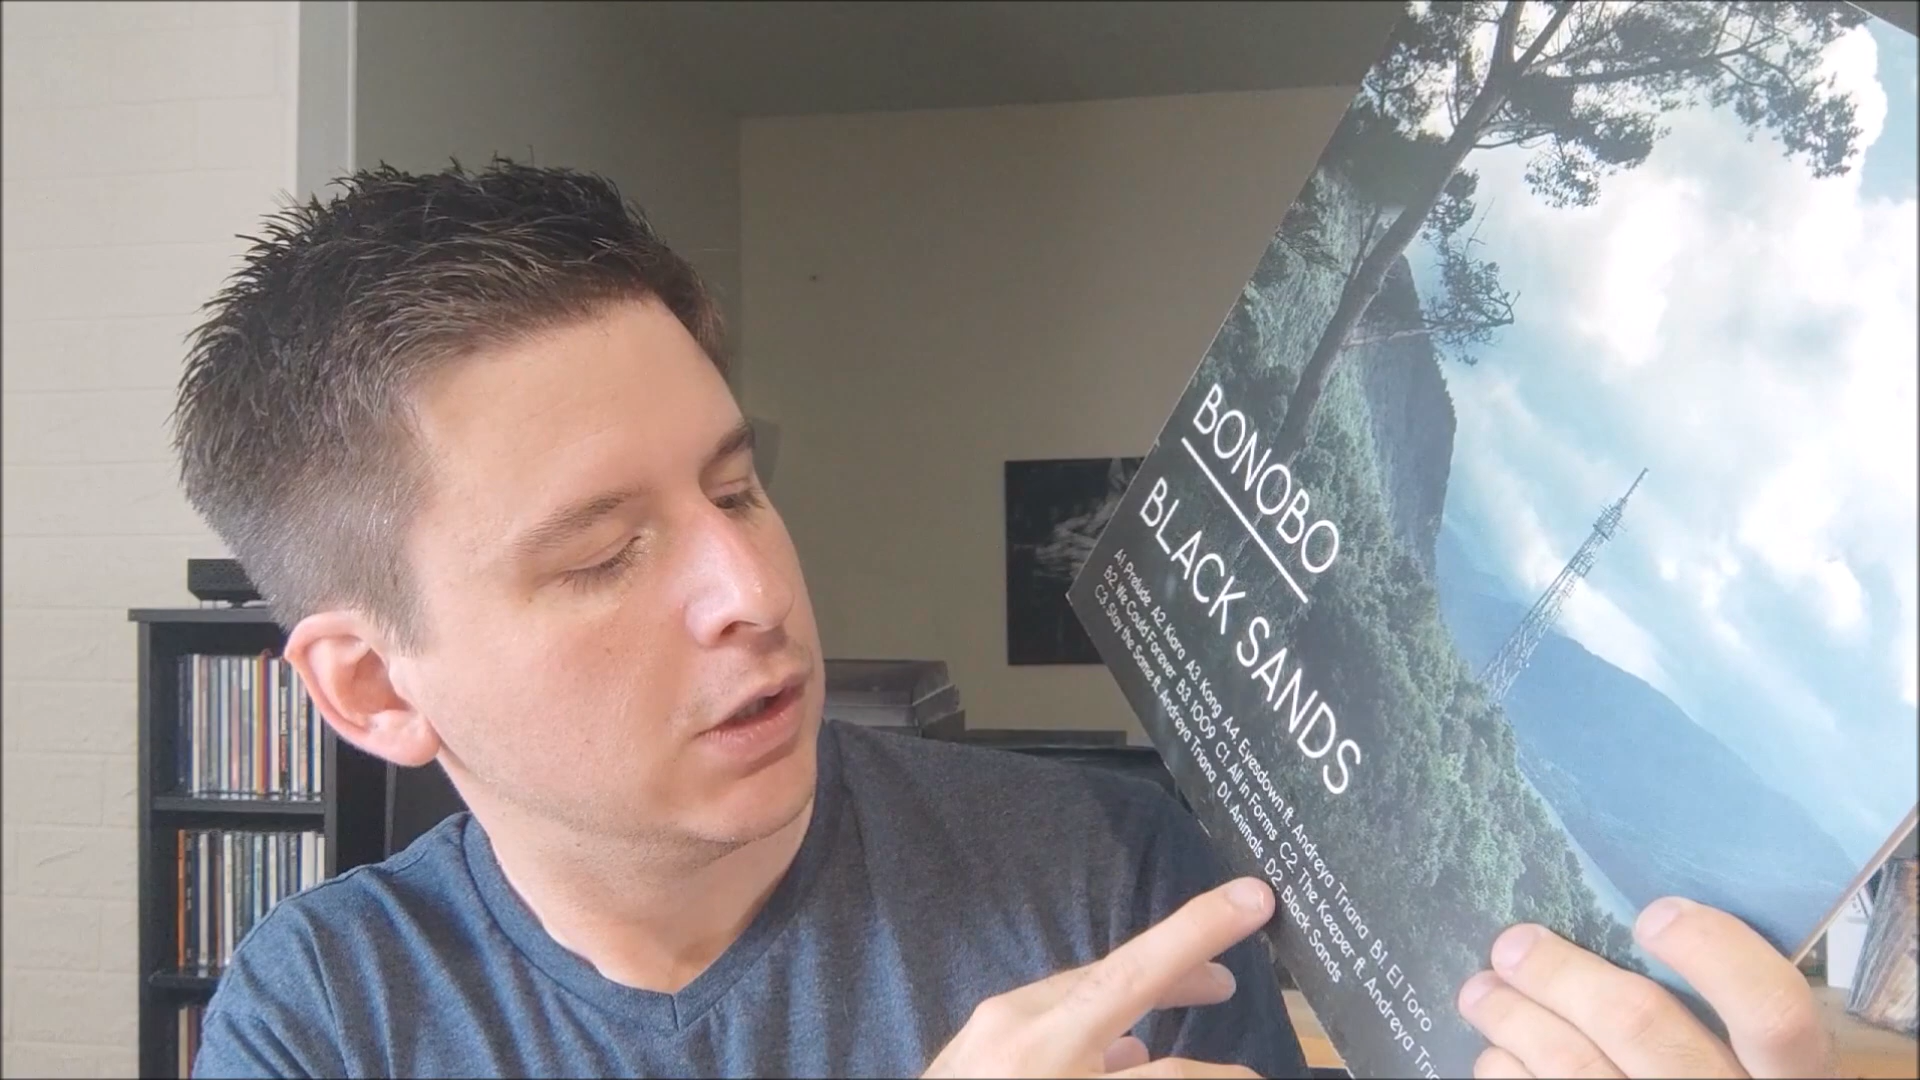 BONOBO
BLACK SANDS
A1. Prelude A2. Kiara A3. Kong A4. Eyesdown ft. Andreya Triana B1. El Toro
B2. We Could Forever B3. 1009 C1. All in Forms C2. The Keeper ft. Andreya
C3. Stay the Same ft. Andreya Triana D1. Animals D2. Black Sands